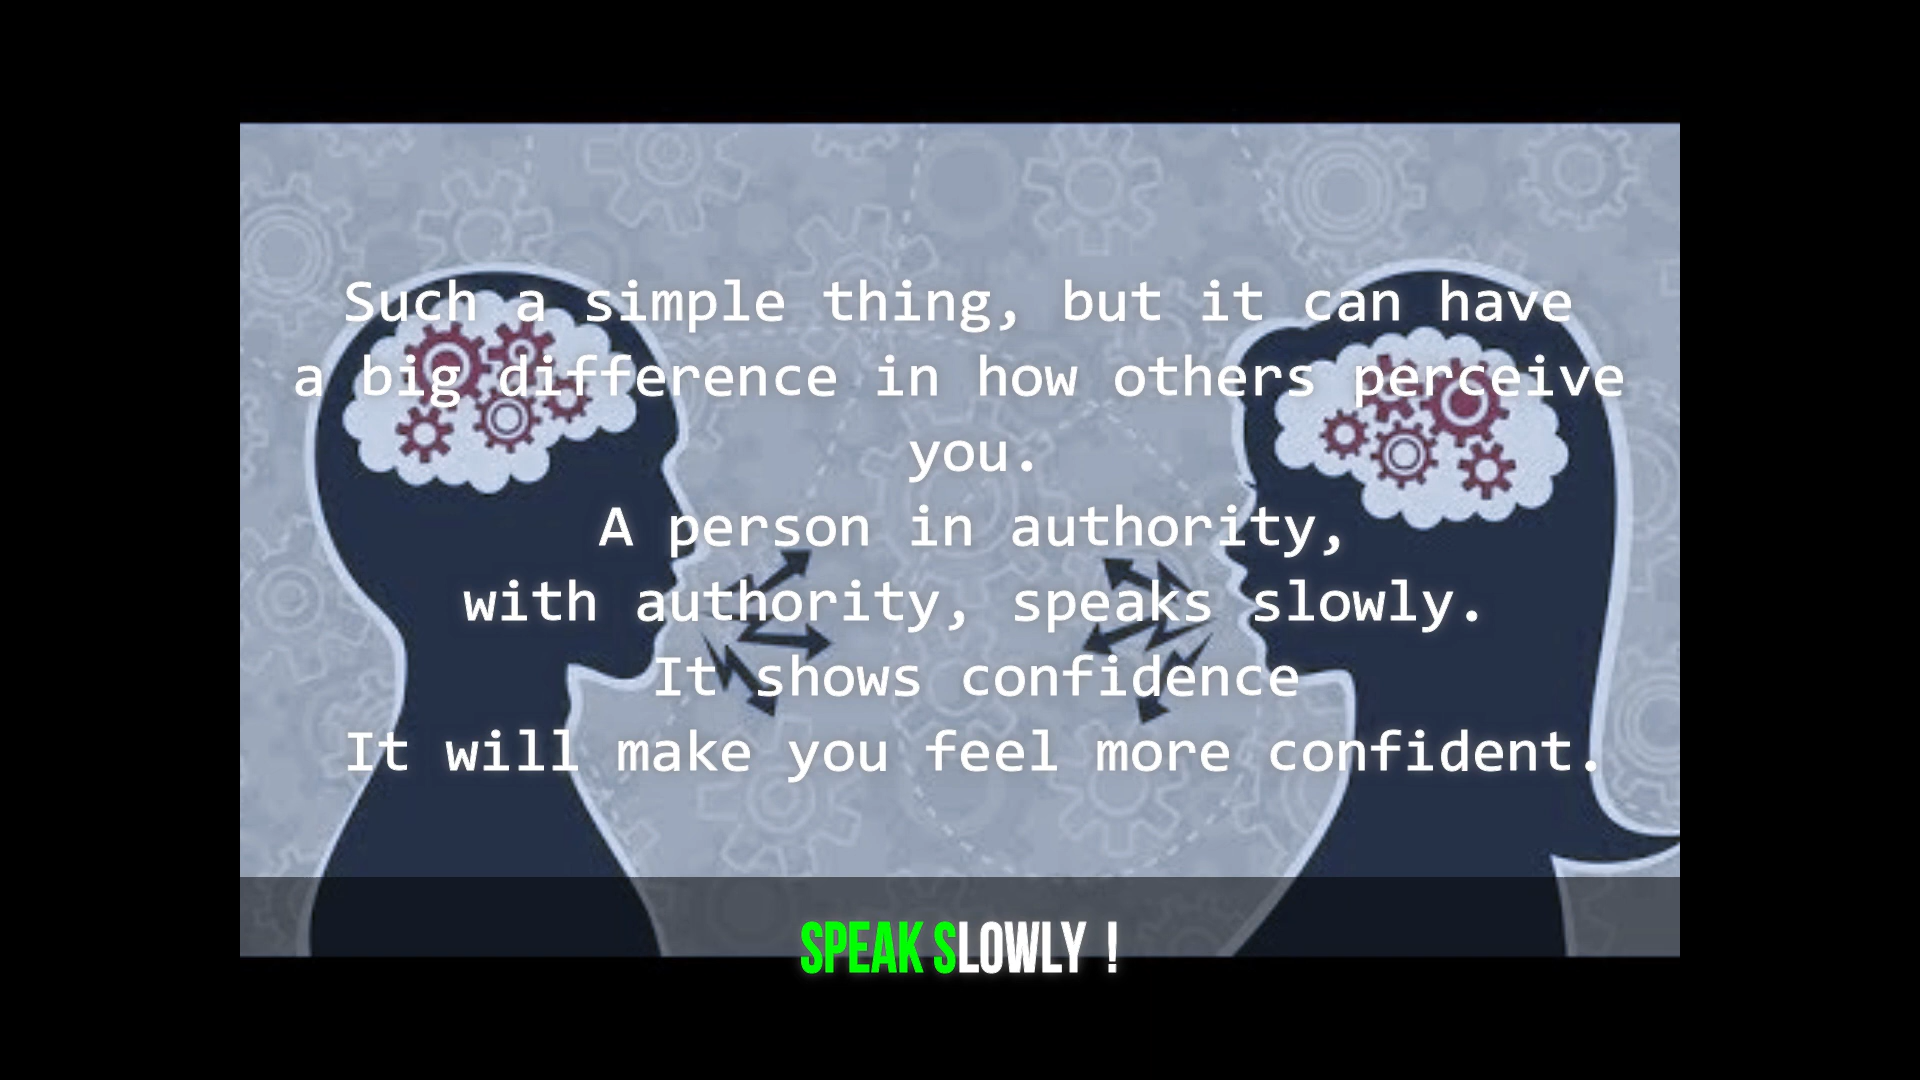 Such a simple thing, but it can have
a big difference in how others perceive
you.
A person in authority,
with authority, speaks slowly.
It shows confidence
It will make you feel more confident.
SPEAK SLOWLY !